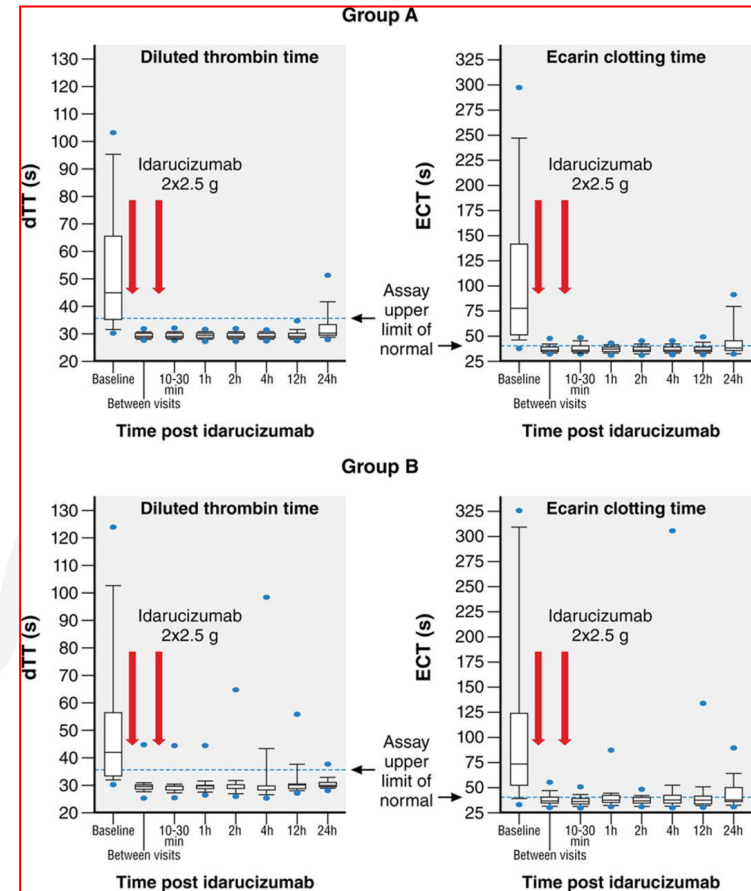 Group A
Diluted thrombin time
dTT (s)
130
120
110
100
90
80
70
60
50
40
30
20
Idarucizumab
2x2.5 g
Baseline
Between visits
10-30
min
1h
2h
4h
12h
24h
Time post idarucizumab
Assay
upper
limit of
normal
Ecarin clotting time
ECT (s)
325
300
275
250
225
200
175
150
125
100
75
50
25
Idarucizumab
2x2.5 g
Baseline
Between visits
10-30
min
1h
2h
4h
12h
24h
Time post idarucizumab
Group B
Diluted thrombin time
dTT (s)
130
120
110
100
90
80
70
60
50
40
30
20
Idarucizumab
2x2.5 g
Baseline
Between visits
10-30
min
1h
2h
4h
12h
24h
Time post idarucizumab
Assay
upper
limit of
normal
Ecarin clotting time
ECT (s)
325
300
275
250
225
200
175
150
125
100
75
50
25
Idarucizumab
2x2.5 g
Baseline
Between visits
10-30
min
1h
2h
4h
12h
24h
Time post idarucizumab